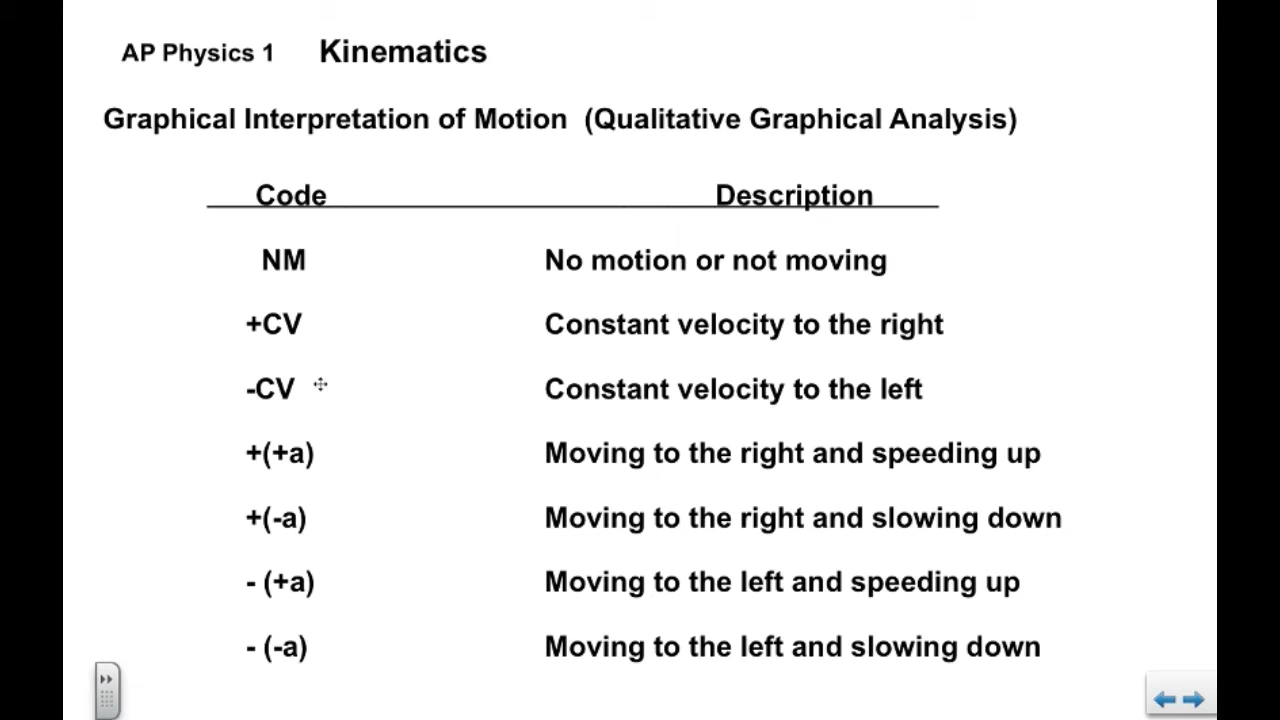 AP Physics 1 Kinematics
Graphical Interpretation of Motion (Qualitative Graphical Analysis)
Code Description
NM No motion or not moving
+CV Constant velocity to the right
-CV Constant velocity to the left
+(+a) Moving to the right and speeding up
+(-a) Moving to the right and slowing down
- (+a) Moving to the left and speeding up
- (-a) Moving to the left and slowing down